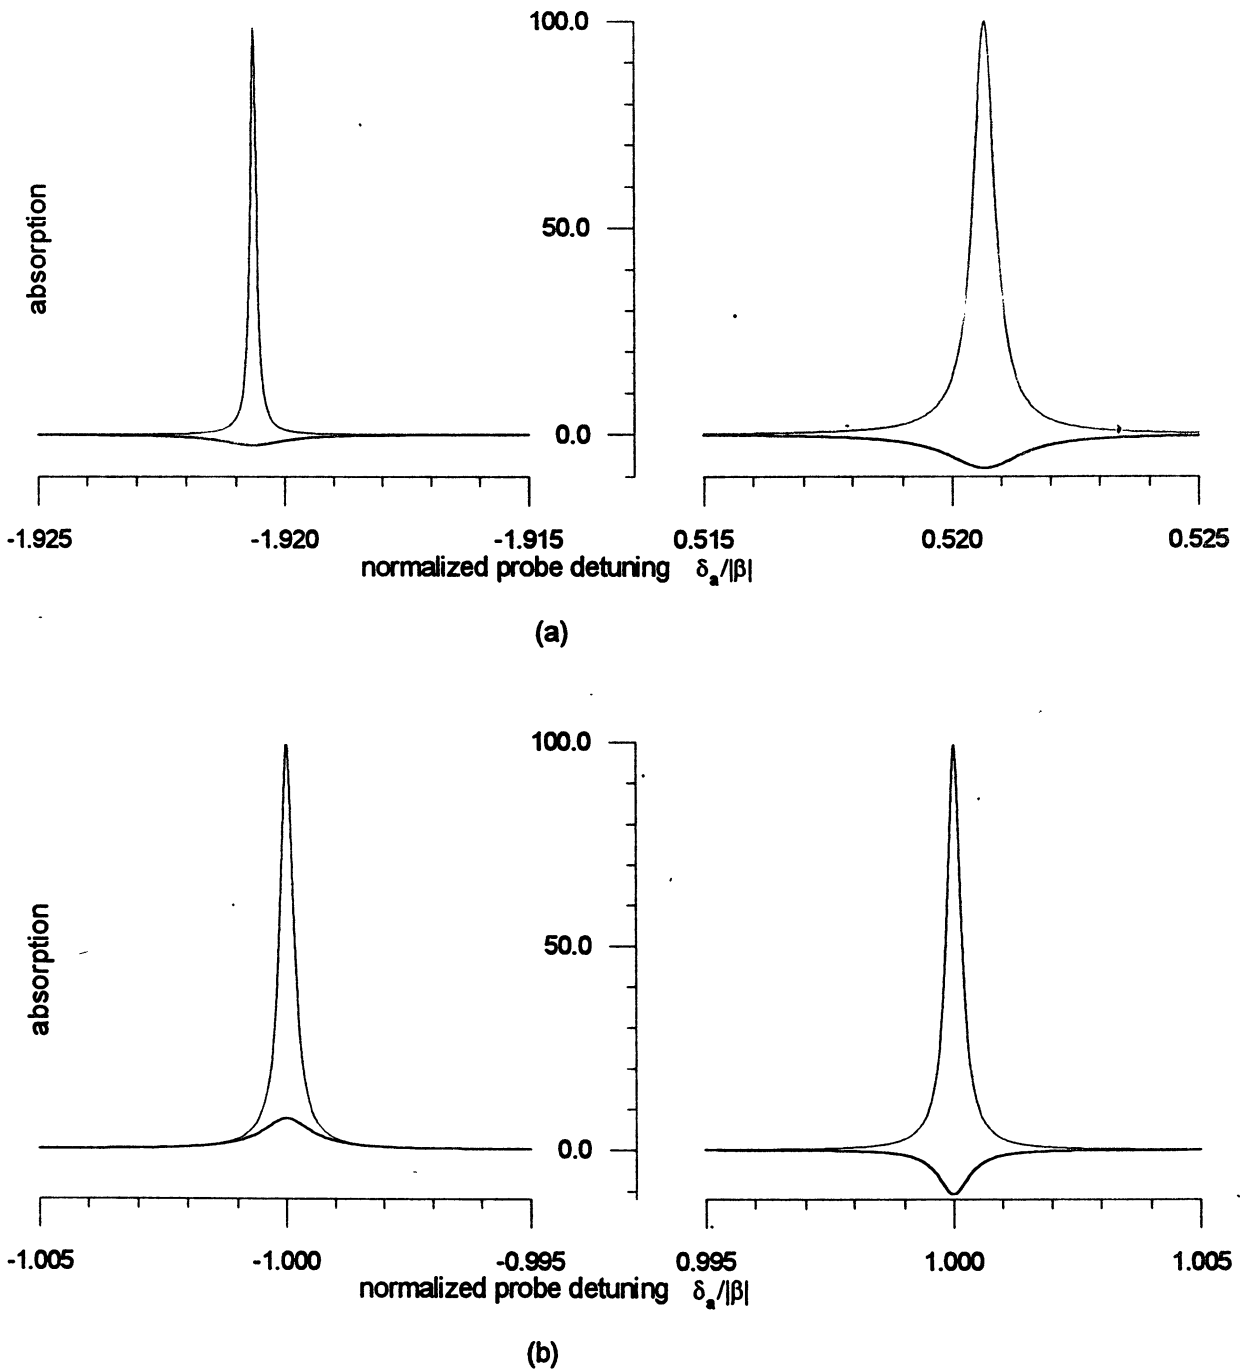 100.0
50.0
0.0
absorption
-1.925 -1.920 -1.915 0.515 0.520 0.525
normalized probe detuning δₐ/|β|
(a)
100.0
50.0
0.0
absorption
-1.005 -1.000 -0.995 0.995 1.000 1.005
normalized probe detuning δₐ/|β|
(b)